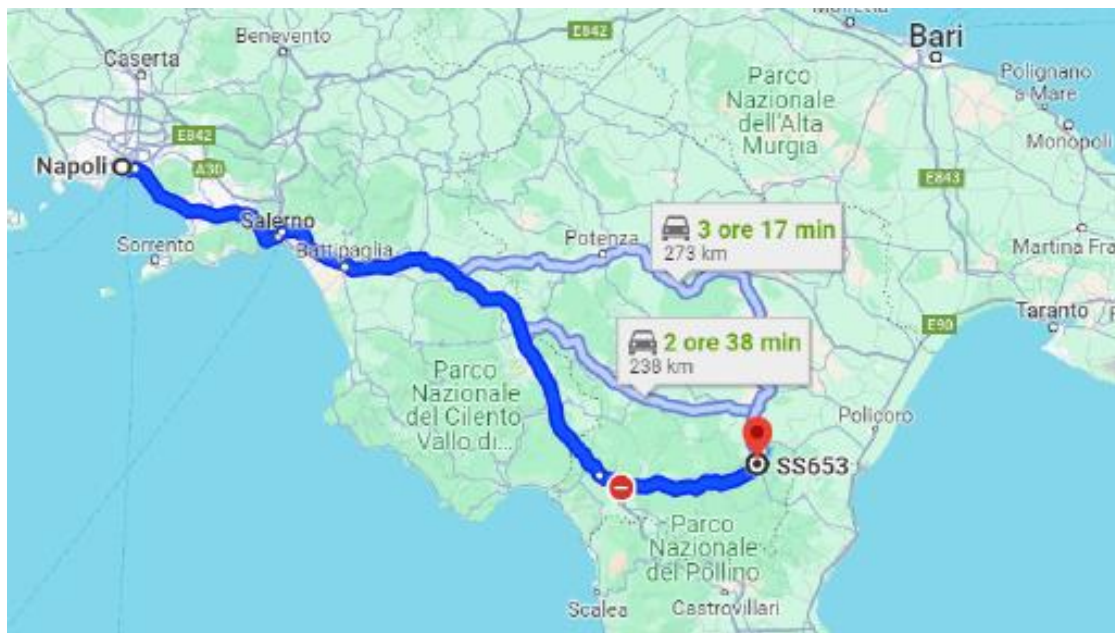 Molfetta
E842
Benevento
Bari
Caserta
Parco
Nazionale
dell'Alta
Murgia
Polignano
a Mare
Monopoli
E842
Napoli
A30
E843
Salerno
3 ore 17 min
273 km
Sorrento
Battipaglia
Potenza
Martina Fra
Taranto
E90
2 ore 38 min
238 km
Parco
Nazionale
del Cilento
Vallo di...
Policoro
SS653
Parco
Nazionale
del Pollino
Scalea
Castrovillari